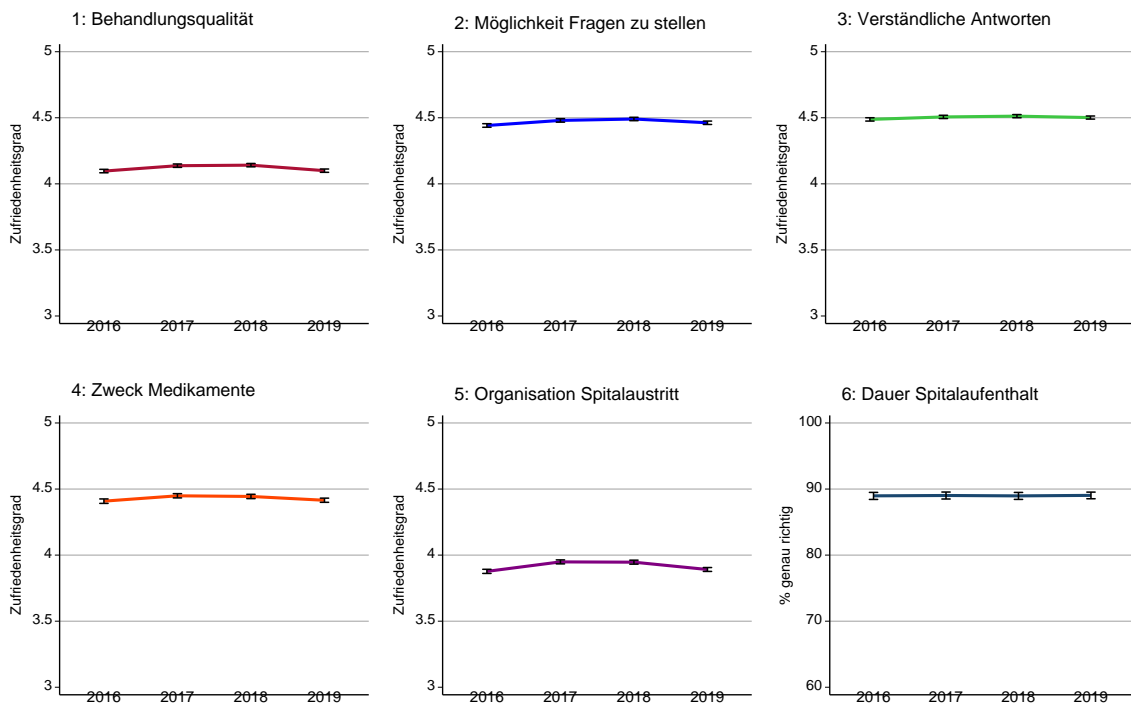 1: Behandlungsqualität
Zufriedenheitsgrad
5
4.5
4
3.5
3
2016 2017 2018 2019
2: Möglichkeit Fragen zu stellen
Zufriedenheitsgrad
5
4.5
4
3.5
3
2016 2017 2018 2019
3: Verständliche Antworten
Zufriedenheitsgrad
5
4.5
4
3.5
3
2016 2017 2018 2019
4: Zweck Medikamente
Zufriedenheitsgrad
5
4.5
4
3.5
3
2016 2017 2018 2019
5: Organisation Spitalaustritt
Zufriedenheitsgrad
5
4.5
4
3.5
3
2016 2017 2018 2019
6: Dauer Spitalaufenthalt
% genau richtig
100
90
80
70
60
2016 2017 2018 2019